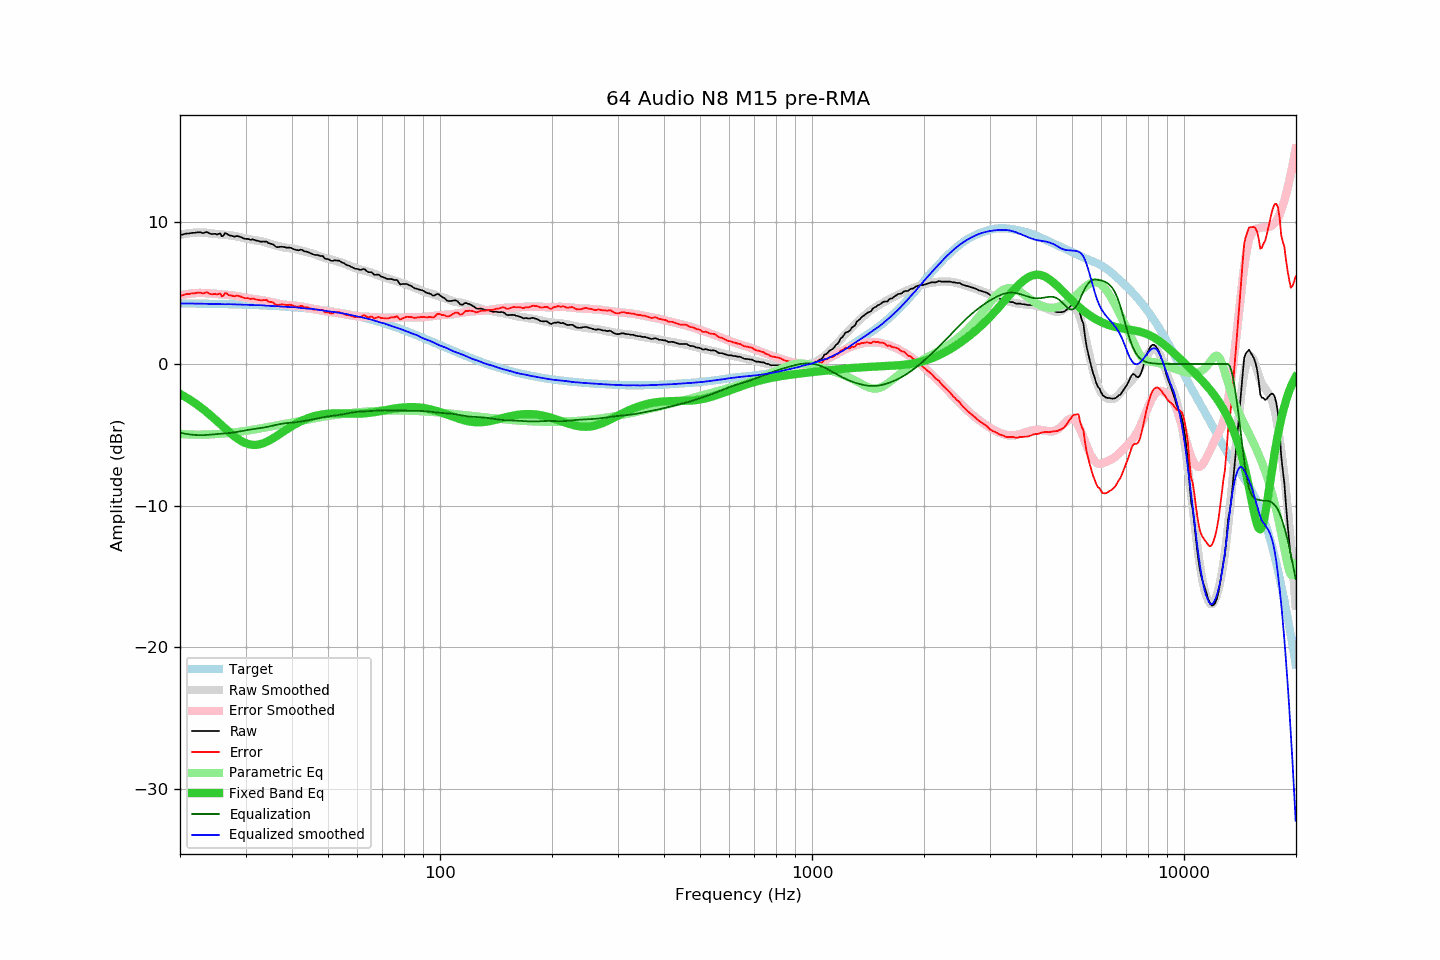 64 Audio N8 M15 pre-RMA
10
0
−10
−20
−30
Amplitude (dBr)
Target
Raw Smoothed
Error Smoothed
Raw
Error
Parametric Eq
Fixed Band Eq
Equalization
Equalized smoothed
100
1000
10000
Frequency (Hz)